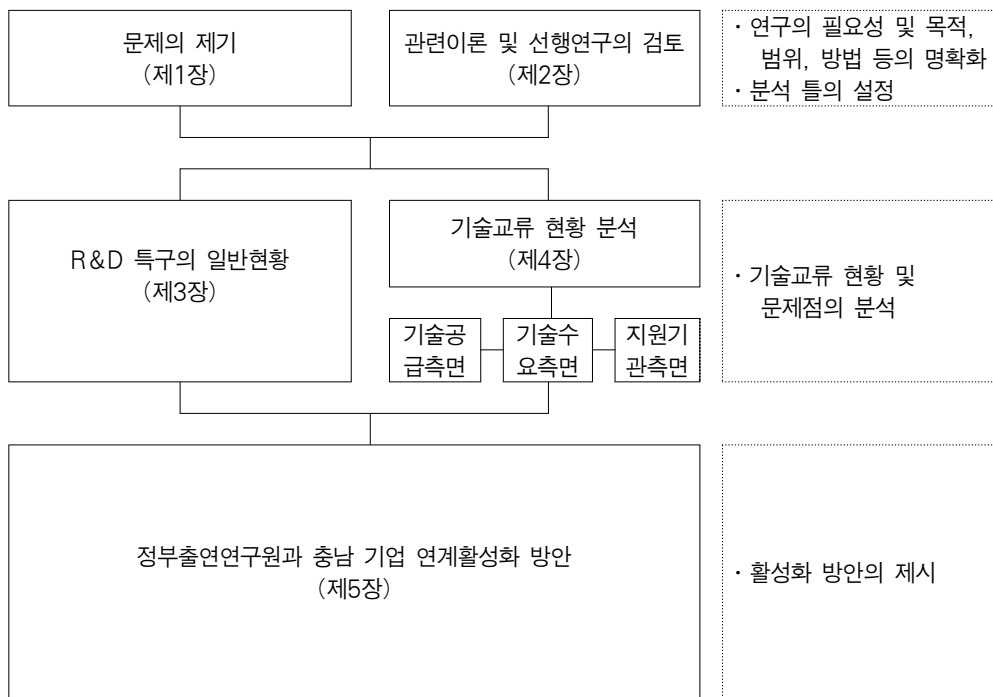 문제의 제기
(제1장)
관련이론 및 선행연구의 검토
(제2장)
· 연구의 필요성 및 목적,
범위, 방법 등의 명확화
· 분석 틀의 설정
R&D 특구의 일반현황
(제3장)
기술교류 현황 분석
(제4장)
기술공
급측면
기술수
요측면
지원기
관측면
· 기술교류 현황 및
문제점의 분석
정부출연연구원과 충남 기업 연계활성화 방안
(제5장)
· 활성화 방안의 제시